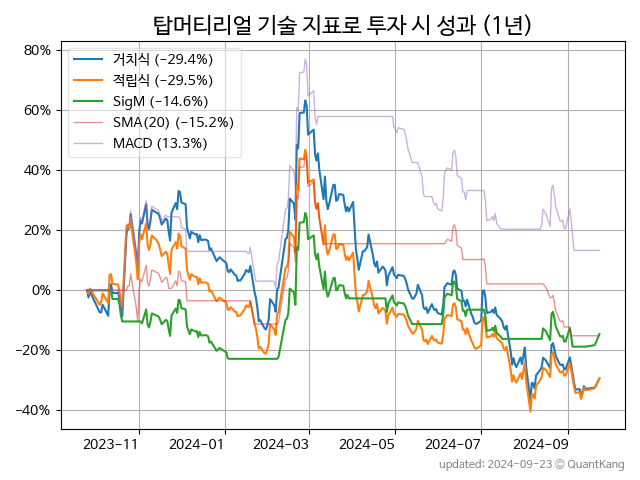 탑머티리얼 기술 지표로 투자 시 성과 (1년)
80%
60%
40%
20%
0%
−20%
−40%
거치식 (−29.4%)
적립식 (−29.5%)
SigM (−14.6%)
SMA(20) (−15.2%)
MACD (13.3%)
2023−11 2024−01 2024−03 2024−05 2024−07 2024−09
updated: 2024−09−23 ⓒ QuantKang